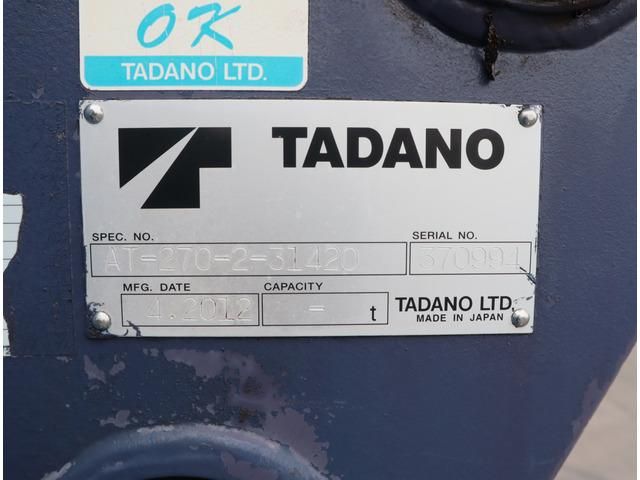 OK
TADANO LTD.
TADANO
SPEC. NO. SERIAL NO.
AT-270-2-31420 370994
MFG. DATE CAPACITY
4.2012 - t TADANO LTD.
MADE IN JAPAN